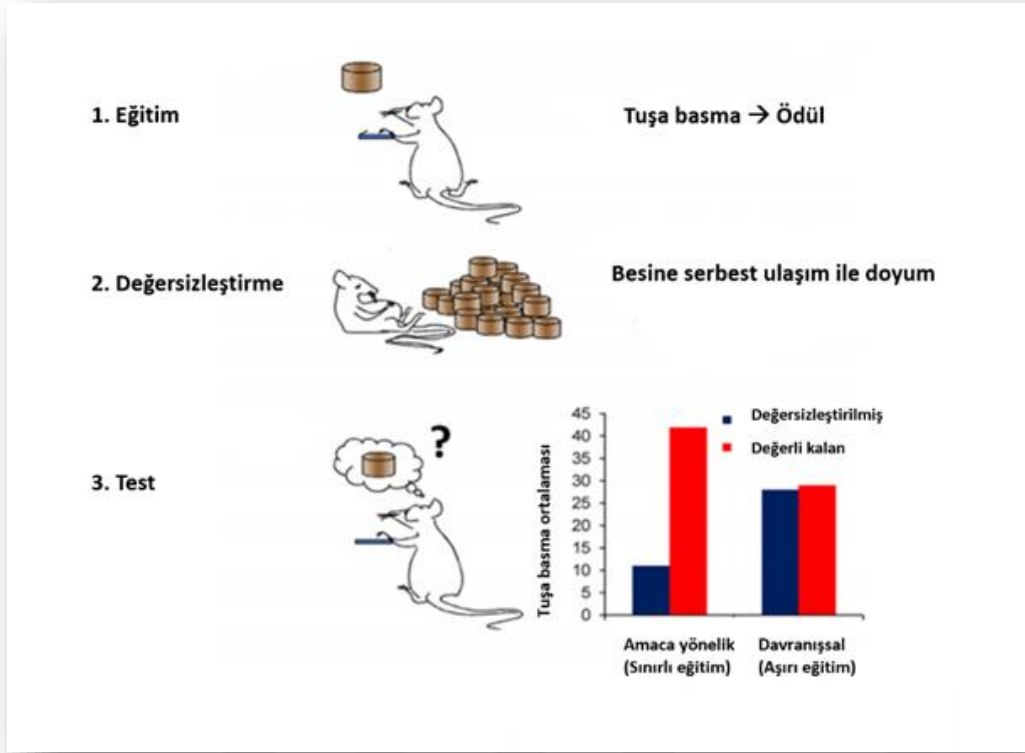 1. Eğitim
Tuşa basma → Ödül
2. Değersizleştirme
Besine serbest ulaşım ile doyum
3. Test
?
Tuşa basma ortalaması
45
40
35
30
25
20
15
10
5
0
Değersizleştirilmiş
Değerli kalan
Amaca yönelik
(Sınırlı eğitim)
Davranışsal
(Aşırı eğitim)